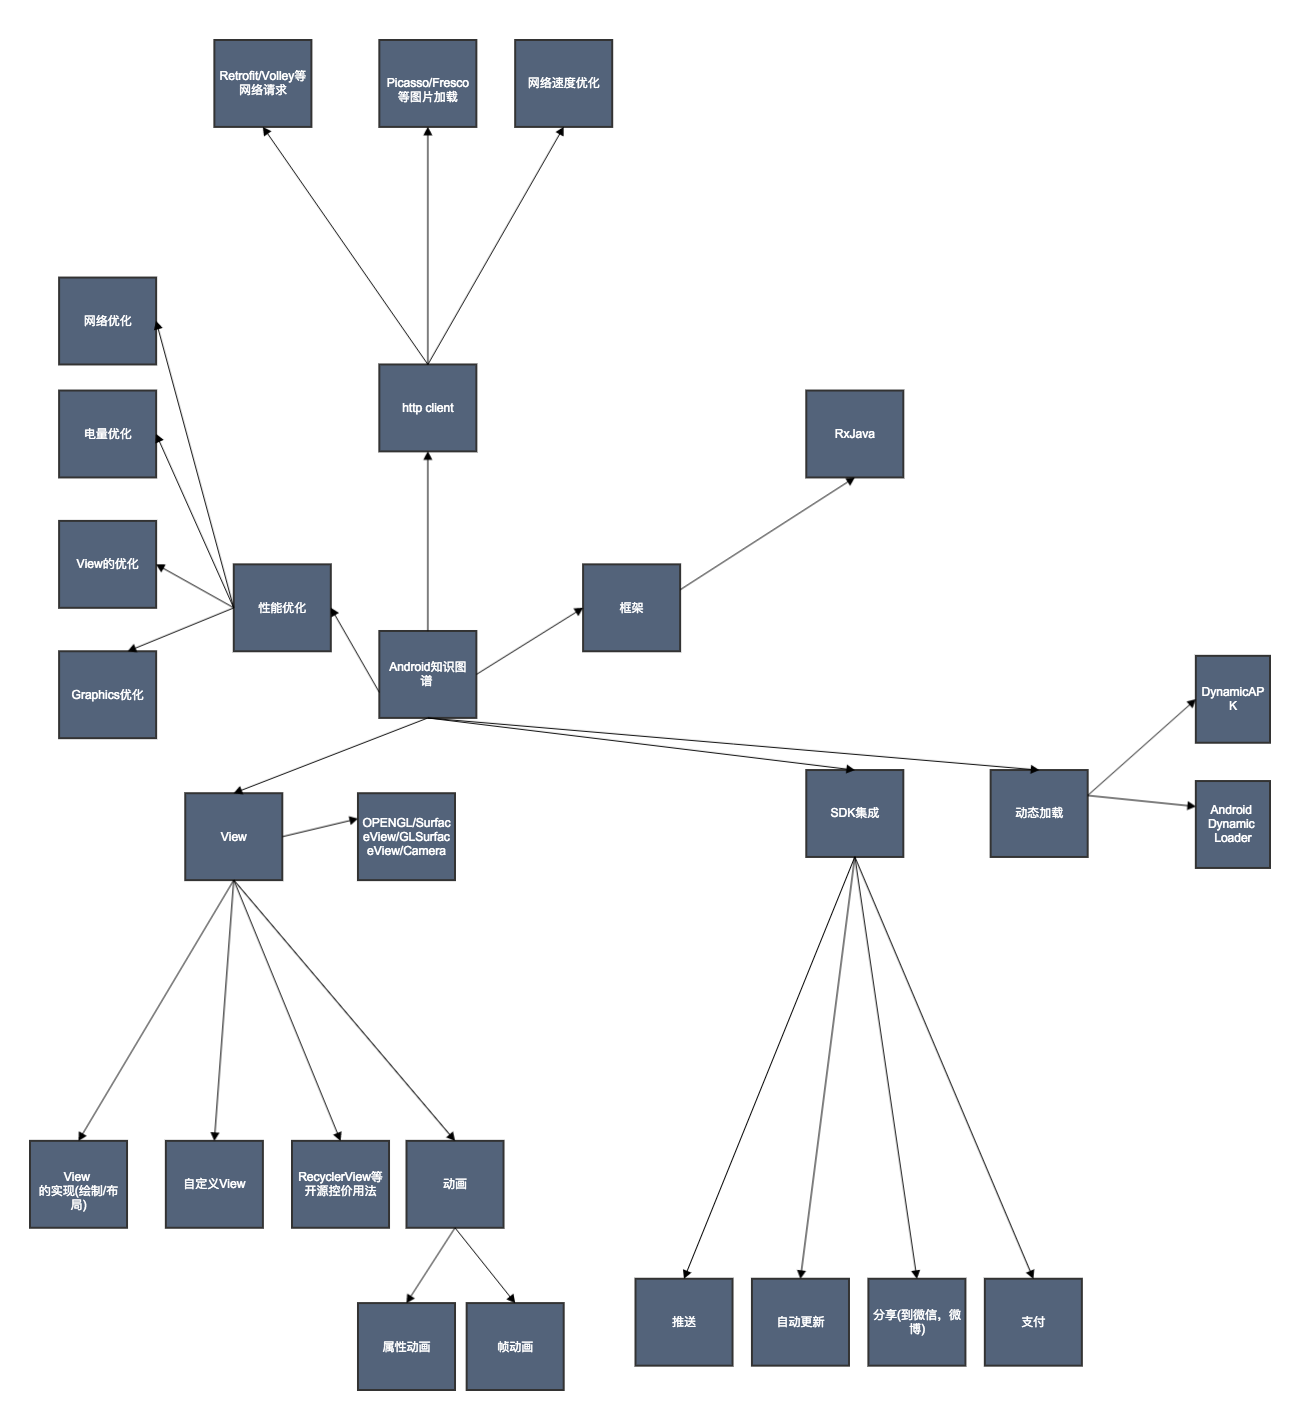 Retrofit/Volley等
网络请求
Picasso/Fresco
等图片加载
网络速度优化
网络优化
http client
电量优化
RxJava
View的优化
性能优化
框架
Android知识图
谱
Graphics优化
DynamicAP
K
View
OPENGL/Surfac
eView/GLSurfac
eView/Camera
SDK集成
动态加载
Android
Dynamic
Loader
View
的实现(绘制/布
局)
自定义View
RecyclerView等
开源控价用法
动画
属性动画
帧动画
推送
自动更新
分享(到微信，微
博)
支付